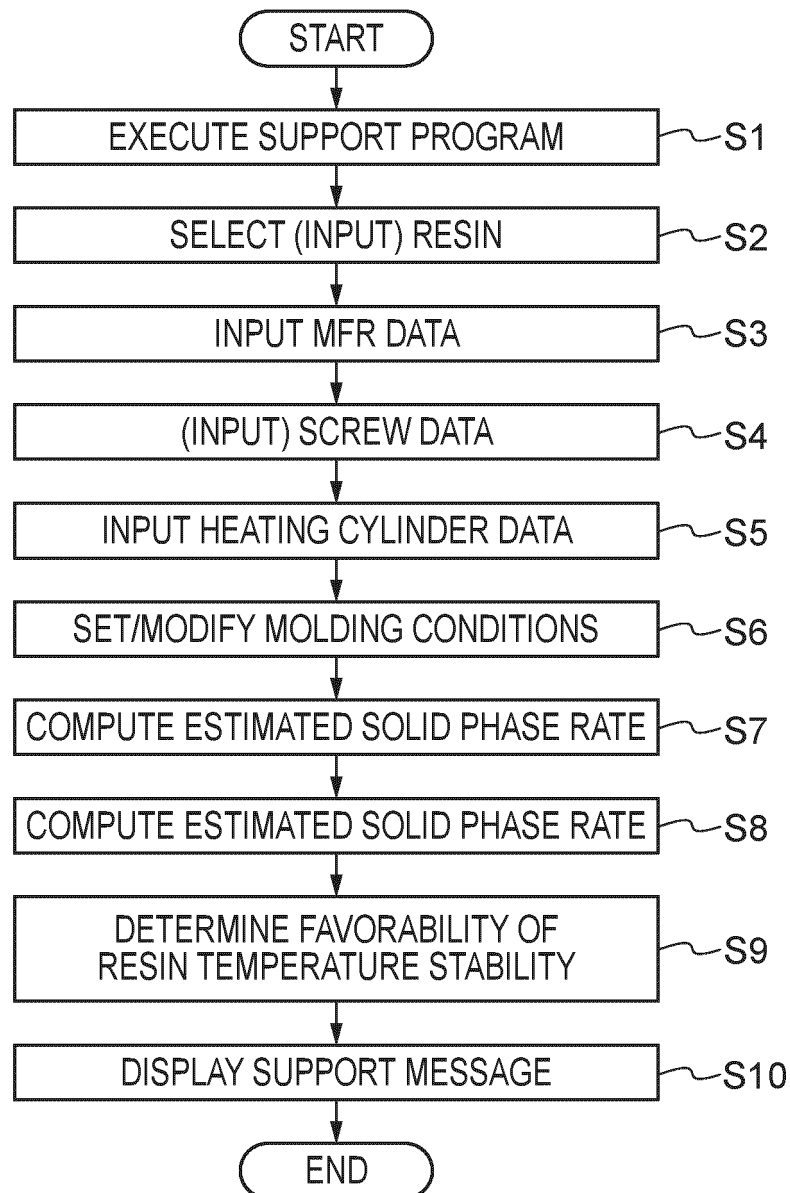 START
EXECUTE SUPPORT PROGRAM S1
SELECT (INPUT) RESIN S2
INPUT MFR DATA S3
(INPUT) SCREW DATA S4
INPUT HEATING CYLINDER DATA S5
SET/MODIFY MOLDING CONDITIONS S6
COMPUTE ESTIMATED SOLID PHASE RATE S7
COMPUTE ESTIMATED SOLID PHASE RATE S8
DETERMINE FAVORABILITY OF
RESIN TEMPERATURE STABILITY S9
DISPLAY SUPPORT MESSAGE S10
END